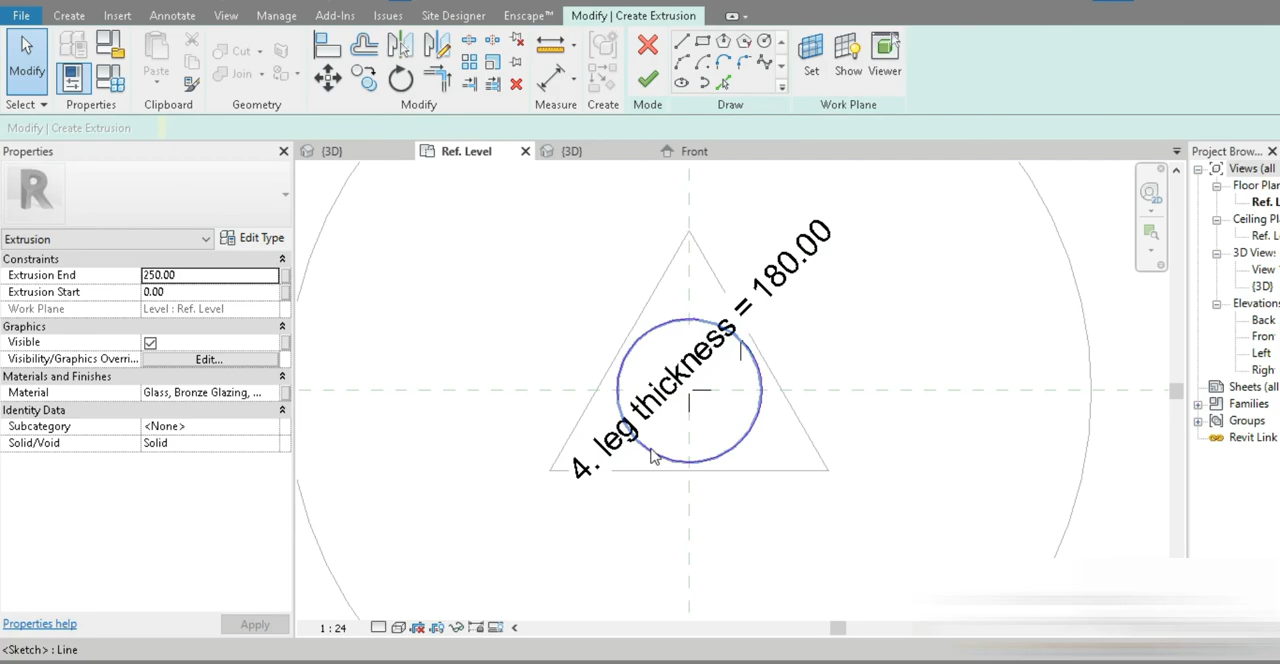 File Create Insert Annotate View Manage Add-Ins Issues Site Designer Enscape™ Modify | Create Extrusion
Cut
Modify Paste Join Set Show Viewer
Select Properties Clipboard Geometry Modify Measure Create Mode Draw Work Plane
Modify | Create Extrusion
Properties {3D} Ref. Level {3D} Front Project Brow...
Views (all
Floor Plan
Ref. L
Ceiling Pl
Ref. L
3D Views:
View
{3D}
Elevations
Back
Fron
Left
Righ
Sheets (all
Families
Groups
Revit Link
Extrusion Edit Type
Constraints
Extrusion End 250.00
Extrusion Start 0.00
Work Plane Level : Ref. Level
Graphics
Visible
Visibility/Graphics Overri... Edit...
Materials and Finishes
Material Glass, Bronze Glazing, ...
Identity Data
Subcategory <None>
Solid/Void Solid
4. leg thickness = 180.00
Properties help Apply
1 : 24
2D
R
<Sketch> : Line